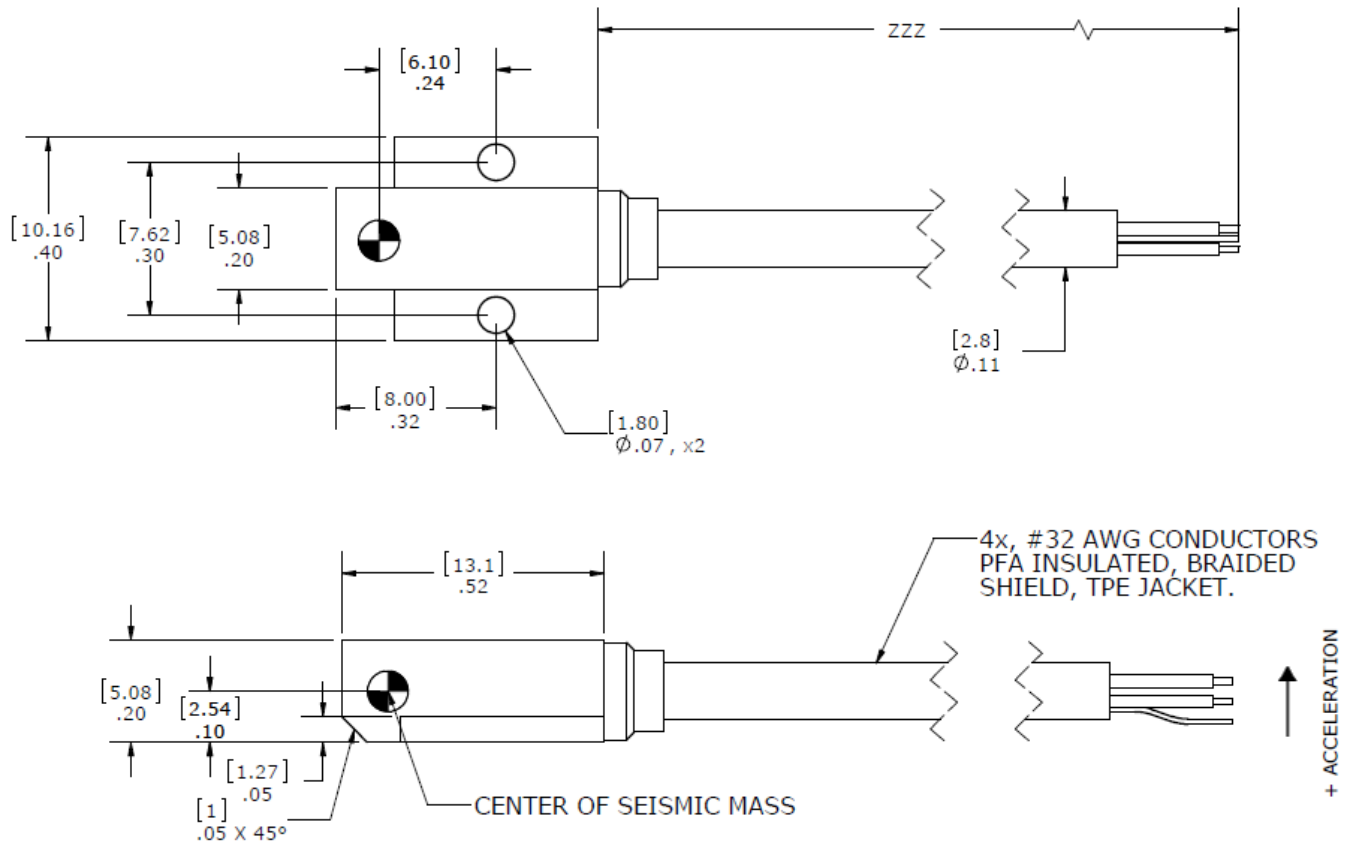 ZZZ
[6.10]
.24
[10.16]
.40
[7.62]
.30
[5.08]
.20
[2.8]
Ø.11
[8.00]
.32
[1.80]
Ø.07, x2
4x, #32 AWG CONDUCTORS
PFA INSULATED, BRAIDED
SHIELD, TPE JACKET.
[13.1]
.52
[5.08]
.20
[2.54]
.10
[1.27]
.05
[1]
.05 X 45°
CENTER OF SEISMIC MASS
+ ACCELERATION